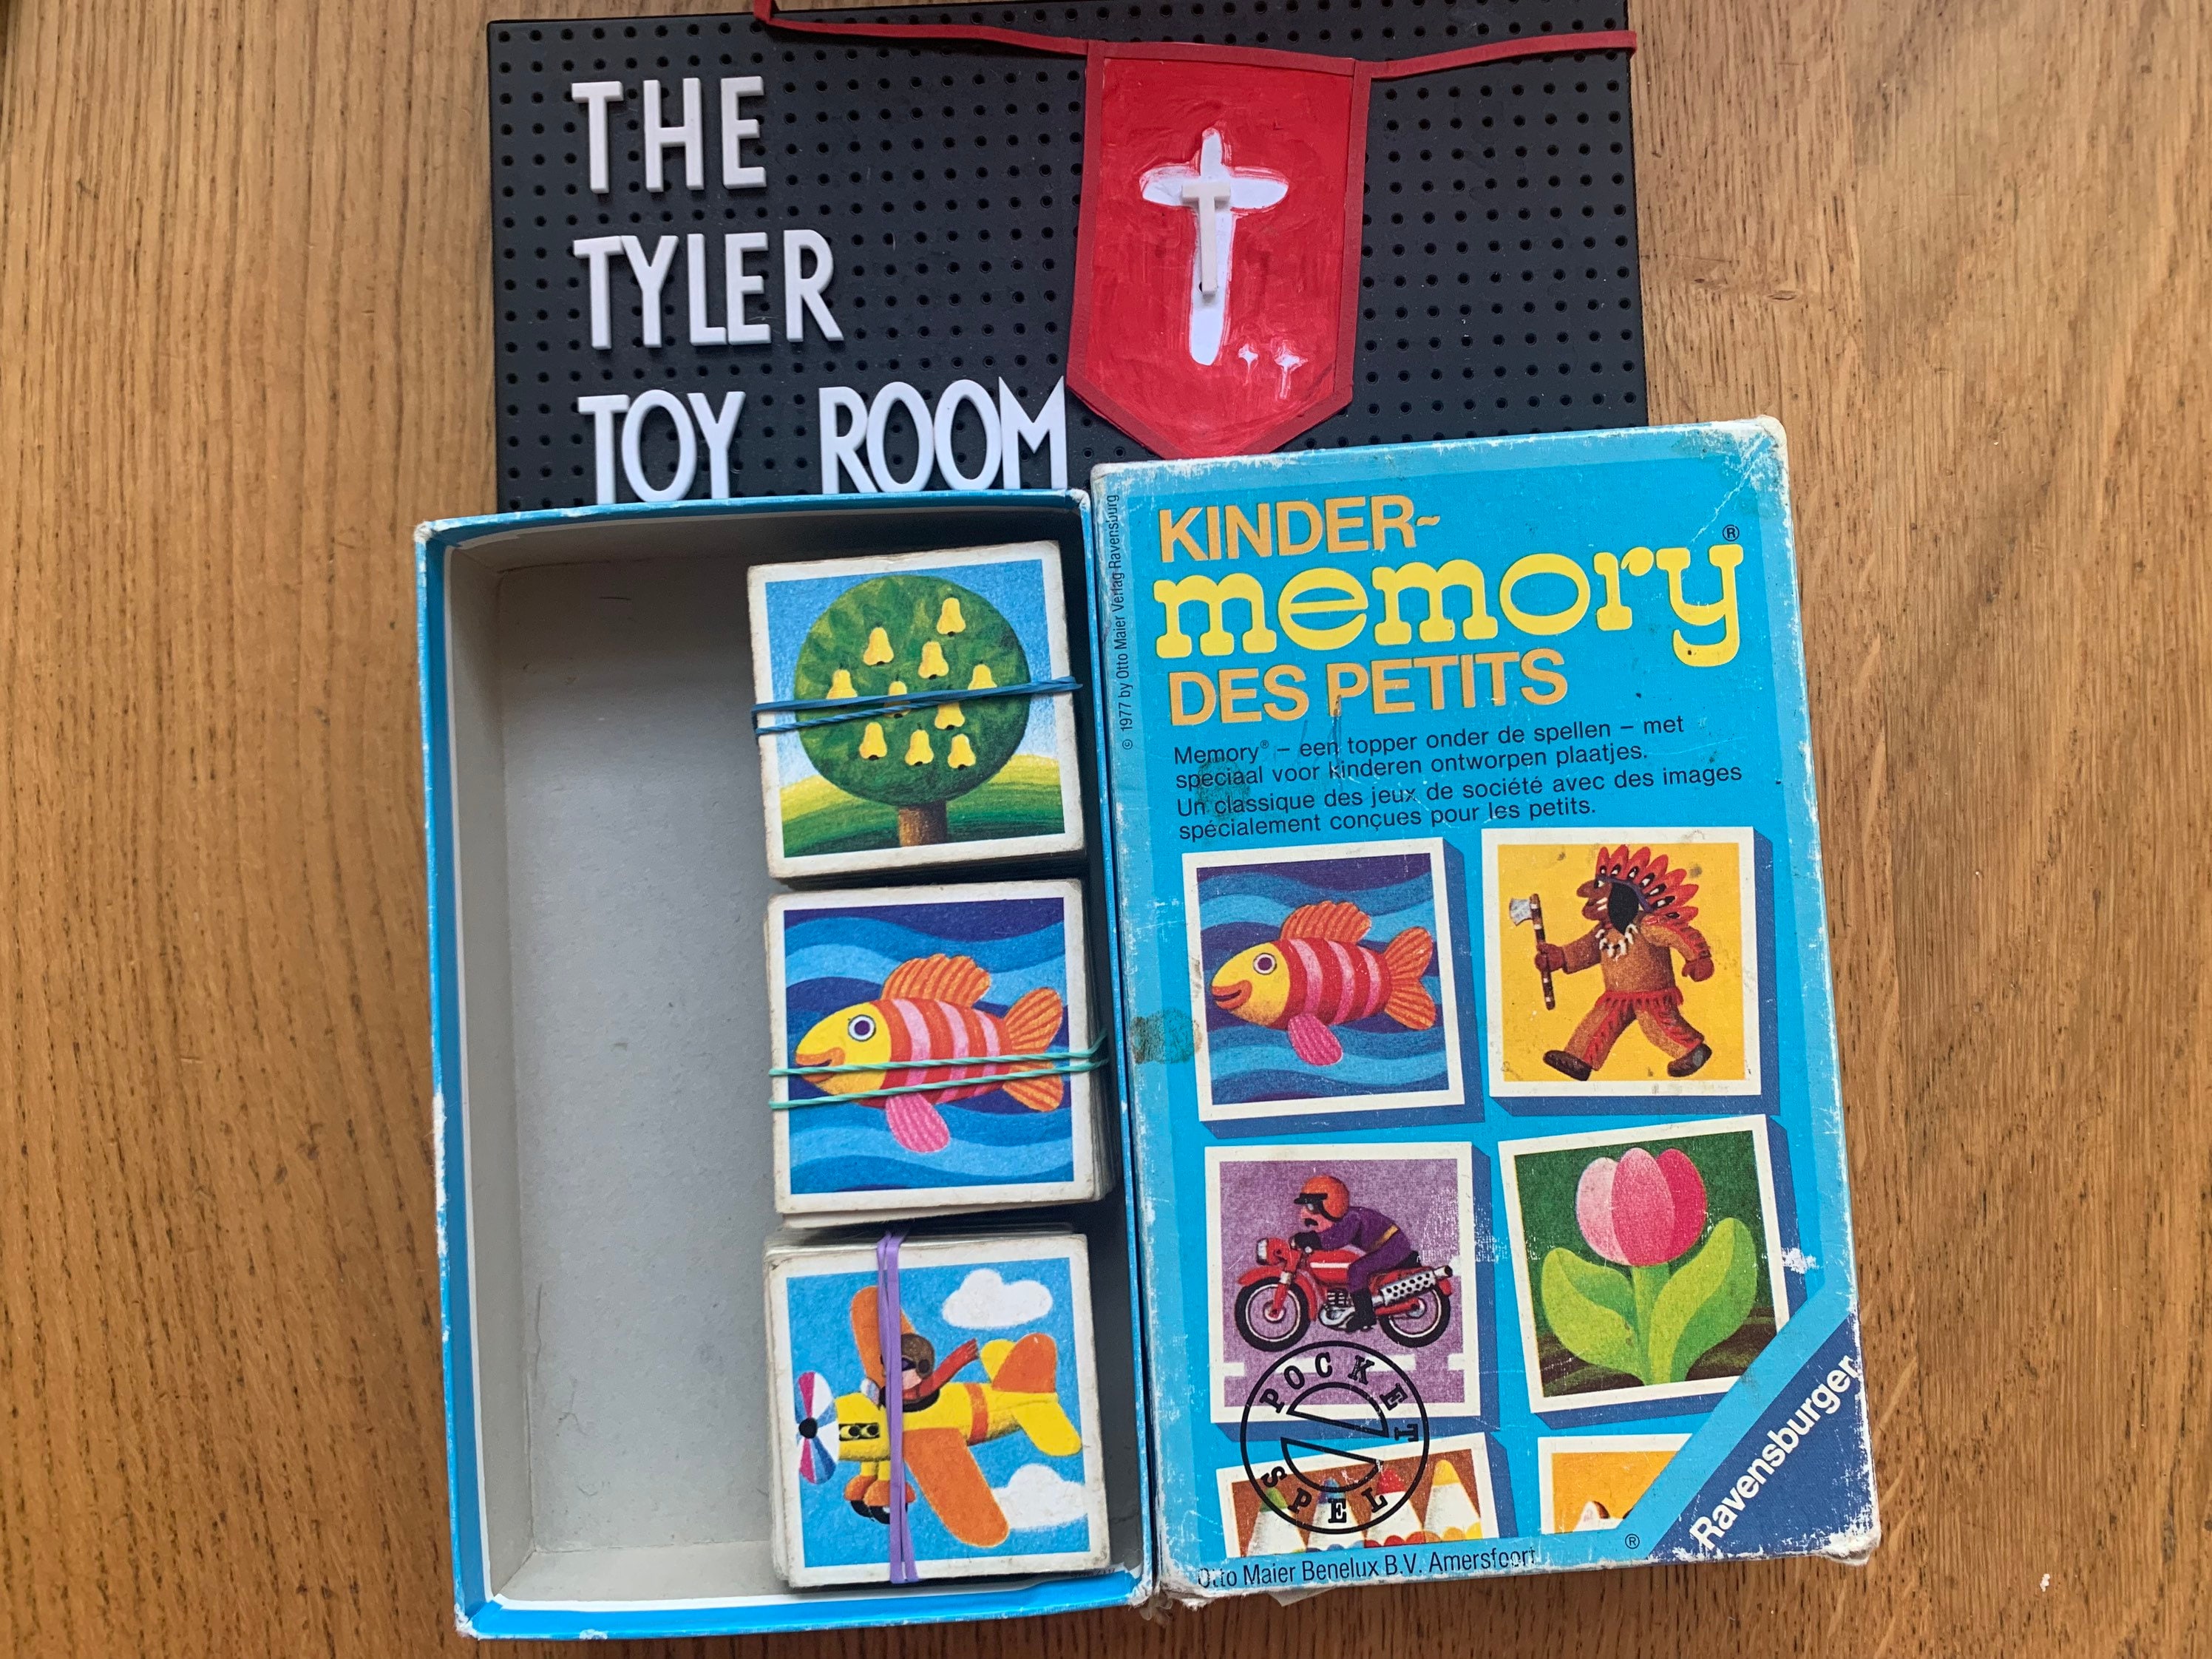 THE
TYLER
TOY ROOM
© 1977 by Otto Maier Verlag Ravensburg
KINDER-
memory®
DES PETITS
Memory® – een topper onder de spellen – met
speciaal voor kinderen ontworpen plaatjes.
Un classique des jeux de société avec des images
spécialement conçues pour les petits.
POCKET
SPEL
Ravensburger
®
Otto Maier Benelux B.V. Amersfoort